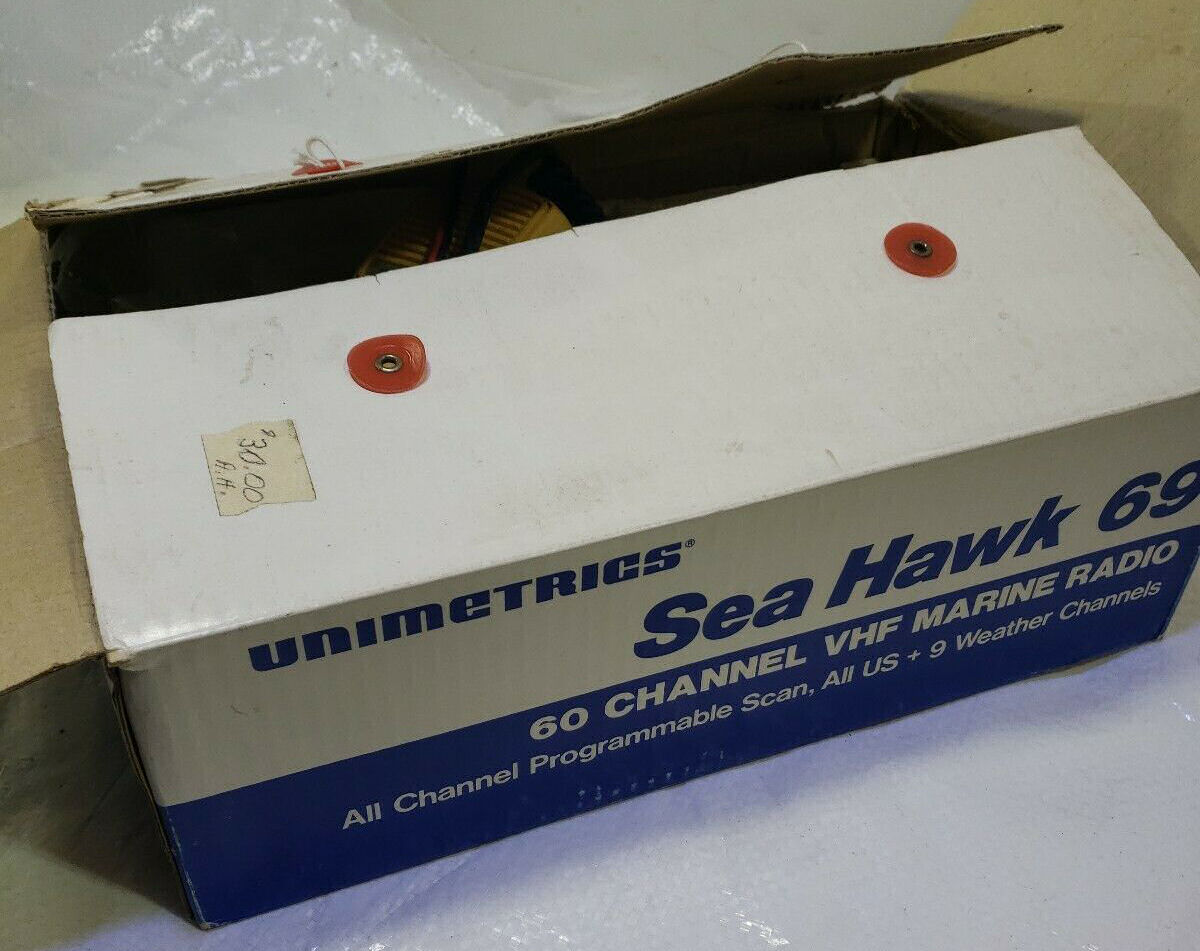 $30.00
A.H.
UNIMETRICS®
Sea Hawk 69
60 CHANNEL VHF MARINE RADIO
All Channel Programmable Scan, All US + 9 Weather Channels